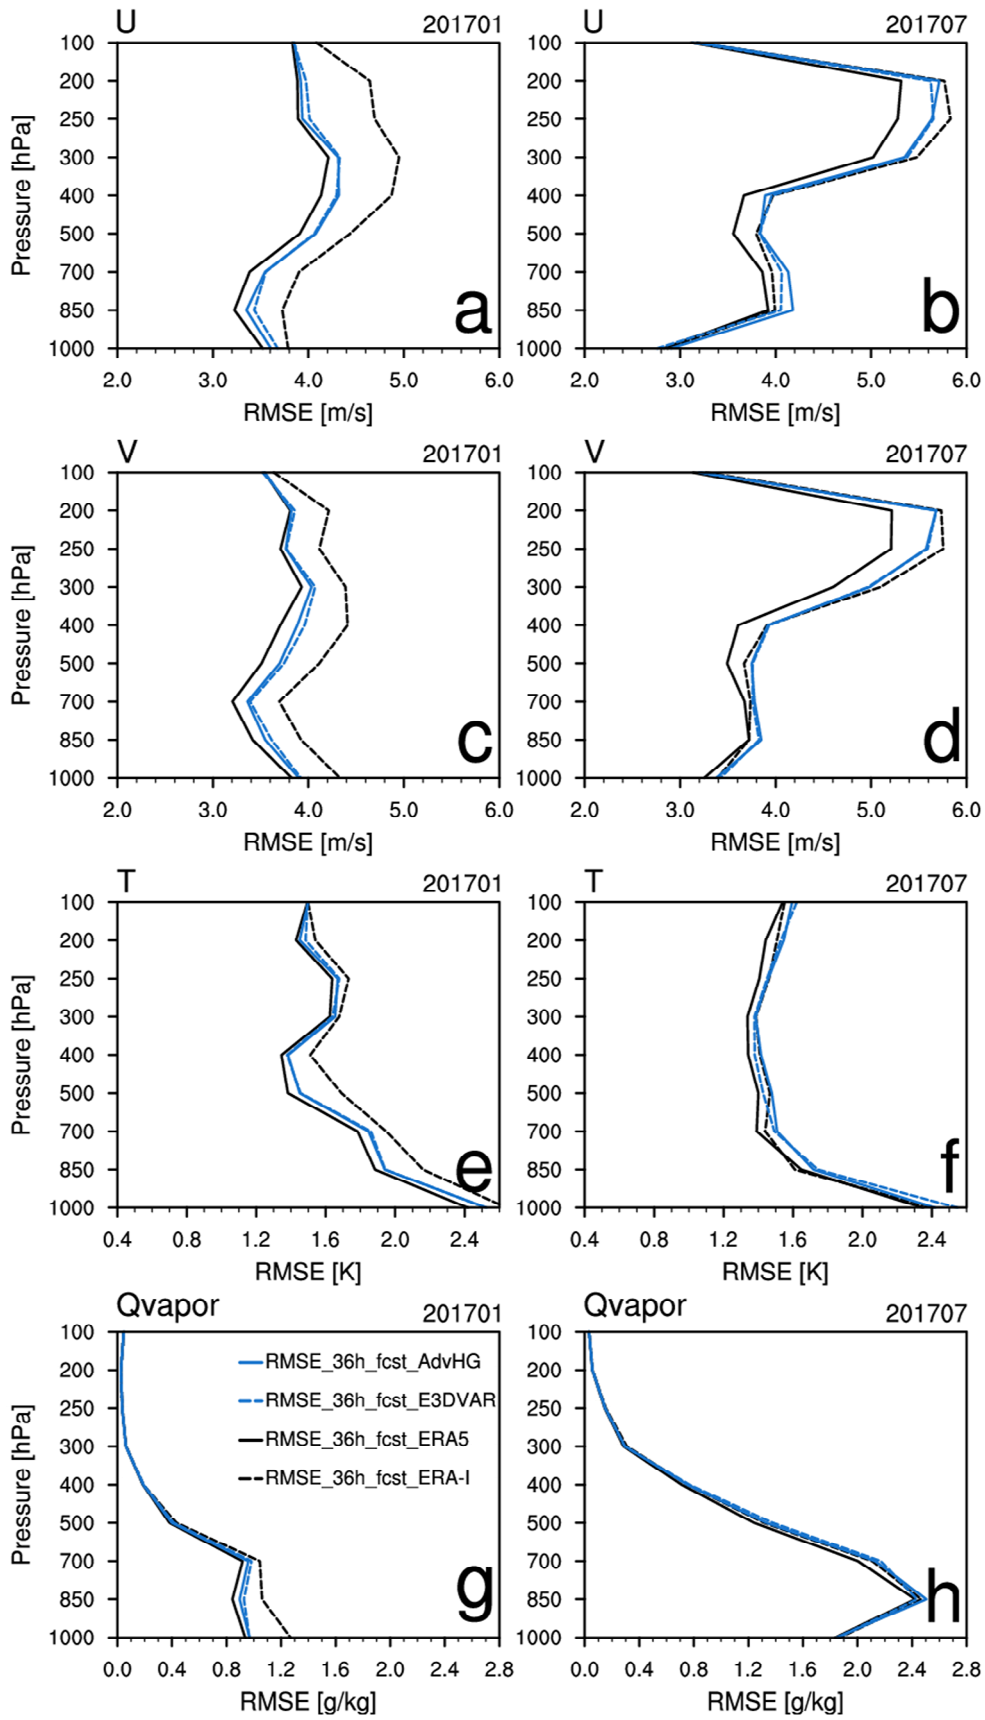 U 201701
100
200
250
300
400
500
700
850
1000
Pressure [hPa]
a
2.0 3.0 4.0 5.0 6.0
RMSE [m/s]
U 201707
100
200
250
300
400
500
700
850
1000
b
2.0 3.0 4.0 5.0 6.0
RMSE [m/s]
V 201701
100
200
250
300
400
500
700
850
1000
Pressure [hPa]
c
2.0 3.0 4.0 5.0 6.0
RMSE [m/s]
V 201707
100
200
250
300
400
500
700
850
1000
d
2.0 3.0 4.0 5.0 6.0
RMSE [m/s]
T 201701
100
200
250
300
400
500
700
850
1000
Pressure [hPa]
e
0.4 0.8 1.2 1.6 2.0 2.4
RMSE [K]
T 201707
100
200
250
300
400
500
700
850
1000
f
0.4 0.8 1.2 1.6 2.0 2.4
RMSE [K]
Qvapor 201701
100
200
250
300
400
500
700
850
1000
Pressure [hPa]
RMSE_36h_fcst_AdvHG
RMSE_36h_fcst_E3DVAR
RMSE_36h_fcst_ERA5
RMSE_36h_fcst_ERA-I
g
0.0 0.4 0.8 1.2 1.6 2.0 2.4 2.8
RMSE [g/kg]
Qvapor 201707
100
200
250
300
400
500
700
850
1000
h
0.0 0.4 0.8 1.2 1.6 2.0 2.4 2.8
RMSE [g/kg]